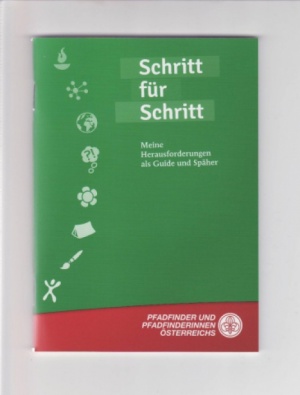 Schritt
für
Schritt
Meine
Herausforderungen
als Guide und Späher
PFADFINDER UND
PFADFINDERINNEN
ÖSTERREICHS